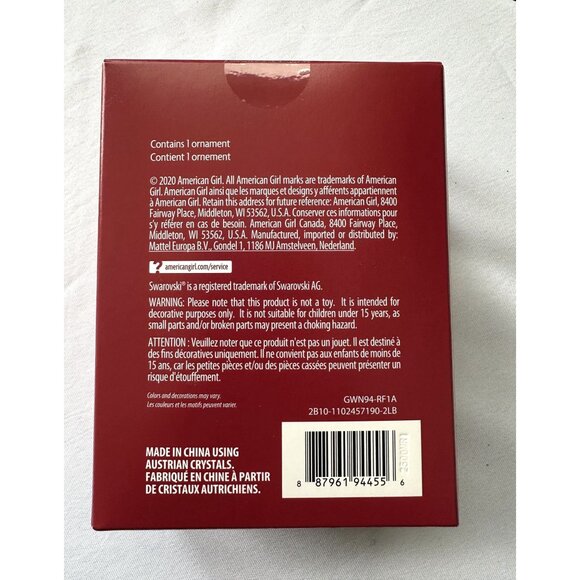 Contains 1 ornament
Contient 1 ornement
© 2020 American Girl. All American Girl marks are trademarks of American
Girl. American Girl ainsi que les marques et designs y afférents appartiennent
à American Girl. Retain this address for future reference: American Girl, 8400
Fairway Place, Middleton, WI 53562, U.S.A. Conserver ces informations pour
s'y référer en cas de besoin. American Girl Canada, 8400 Fairway Place,
Middleton, WI 53562, U.S.A. Manufactured, imported or distributed by:
Mattel Europa B.V., Gondel 1, 1186 MJ Amstelveen, Nederland.
? americangirl.com/service
Swarovski® is a registered trademark of Swarovski AG.
WARNING: Please note that this product is not a toy. It is intended for
decorative purposes only. It is not suitable for children under 15 years, as
small parts and/or broken parts may present a choking hazard.
ATTENTION : Veuillez noter que ce produit n'est pas un jouet. Il est destiné à
des fins décoratives uniquement. Il ne convient pas aux enfants de moins de
15 ans, car les petites pièces et/ou des pièces cassées peuvent présenter un
risque d'étouffement.
Colors and decorations may vary.
Les couleurs et les motifs peuvent varier.
GWN94-RF1A
2B10-1102457190-2LB
MADE IN CHINA USING
AUSTRIAN CRYSTALS.
FABRIQUÉ EN CHINE À PARTIR
DE CRISTAUX AUTRICHIENS.
8 87961 94455 6